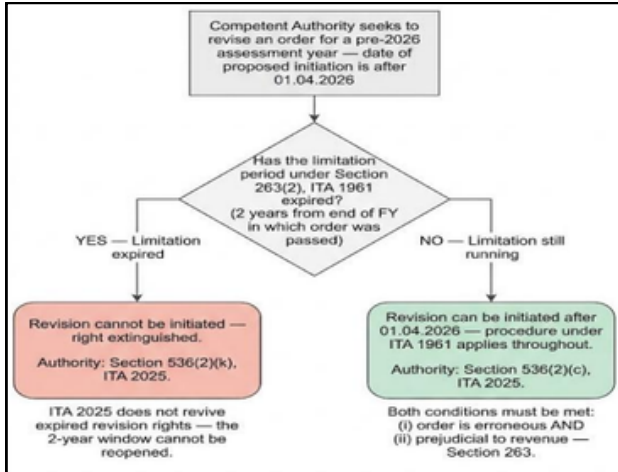 Competent Authority seeks to
revise an order for a pre-2026
assessment year — date of
proposed initiation is after
01.04.2026
Has the limitation
period under Section
263(2), ITA 1961
expired?
(2 years from end of FY
in which order was
passed)
YES — Limitation
expired
NO — Limitation still
running
Revision cannot be initiated —
right extinguished.
Authority: Section 536(2)(k),
ITA 2025.
Revision can be initiated after
01.04.2026 — procedure under
ITA 1961 applies throughout.
Authority: Section 536(2)(c),
ITA 2025.
ITA 2025 does not revive
expired revision rights — the
2-year window cannot be
reopened.
Both conditions must be met:
(i) order is erroneous AND
(ii) prejudicial to revenue —
Section 263.